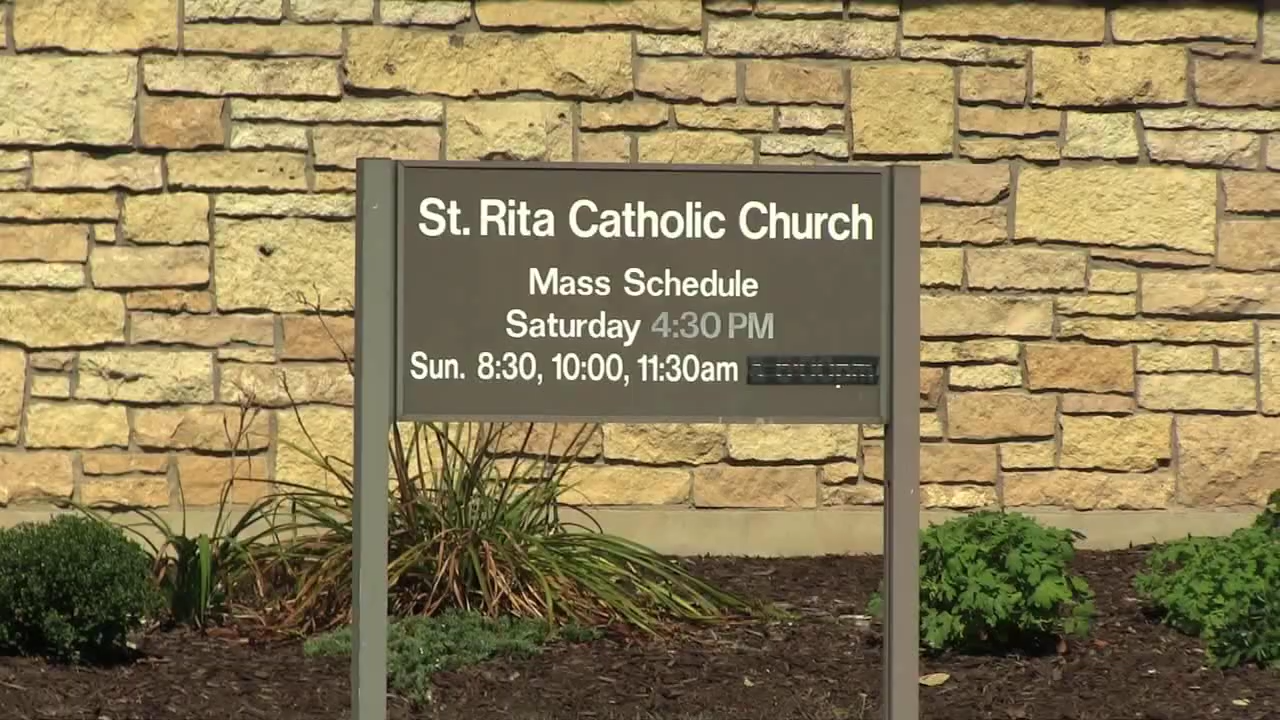 St. Rita Catholic Church
Mass Schedule
Saturday 4:30 PM
Sun. 8:30, 10:00, 11:30am